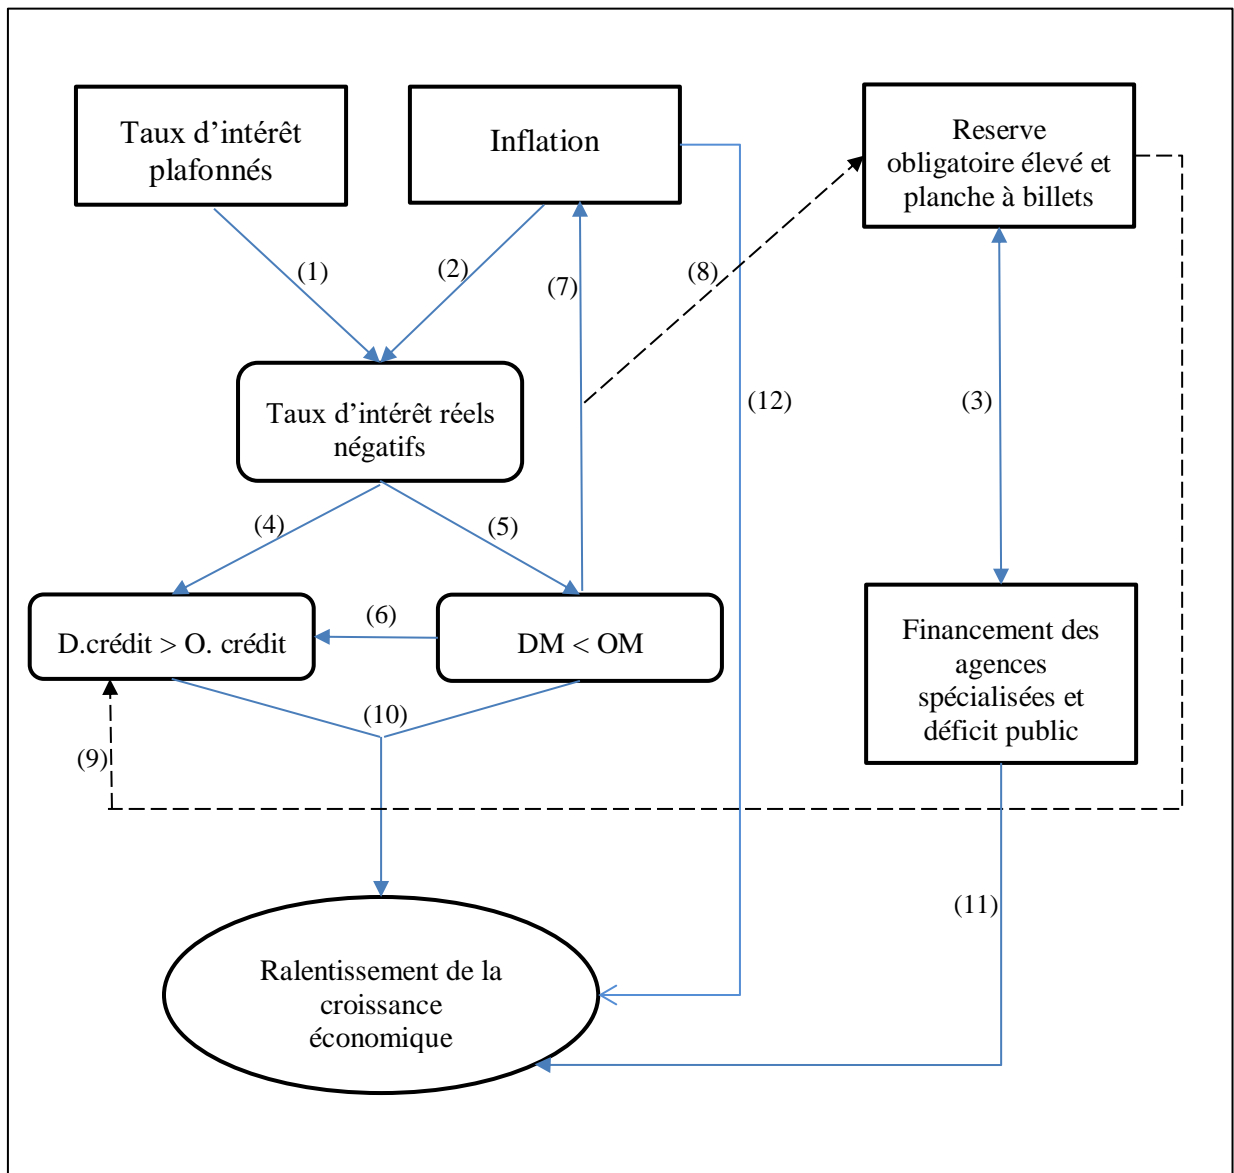 Taux d'intérêt
plafonnés
Inflation
Reserve
obligatoire élevé et
planche à billets
(1)
(2)
(7)
(8)
(12)
(3)
Taux d'intérêt réels
négatifs
(4)
(5)
D.crédit > O. crédit
(6)
DM < OM
Financement des
agences
spécialisées et
déficit public
(10)
(9)
(11)
Ralentissement de la
croissance
économique